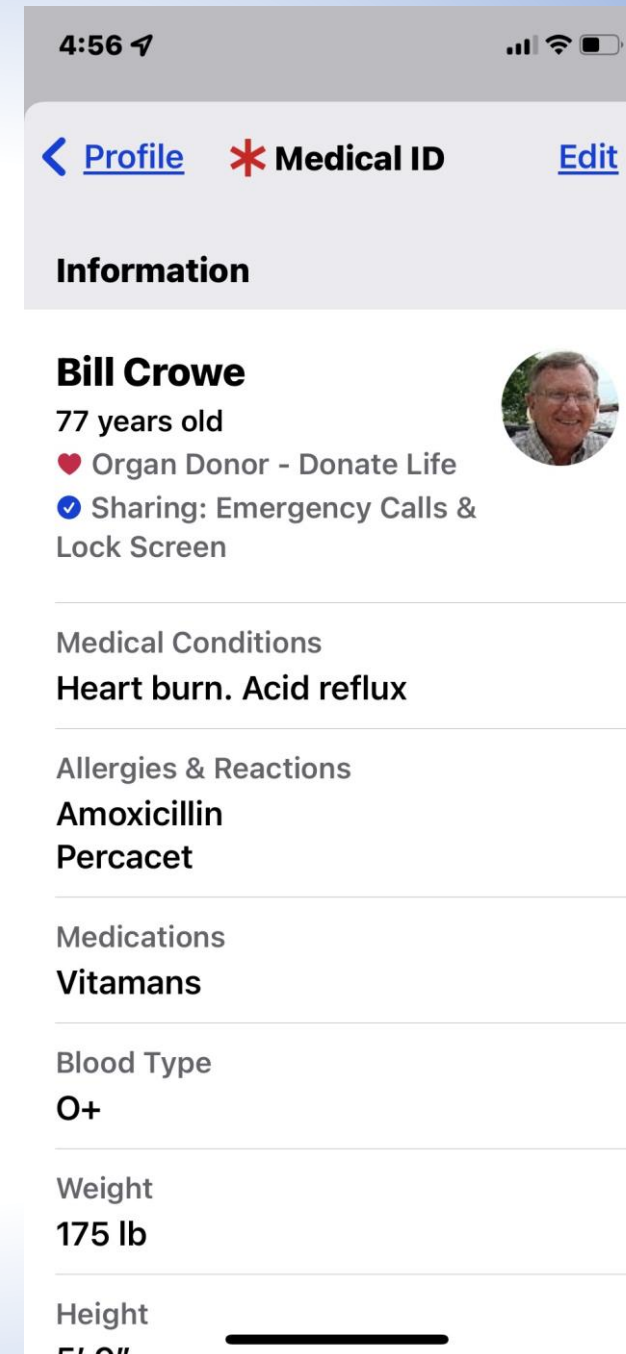 4:56
Profile
Medical ID
Edit
Information
Bill Crowe
77 years old
Organ Donor - Donate Life
Sharing: Emergency Calls &
Lock Screen
Medical Conditions
Heart burn. Acid reflux
Allergies & Reactions
Amoxicillin
Percacet
Medications
Vitamans
Blood Type
O+
Weight
175 lb
Height